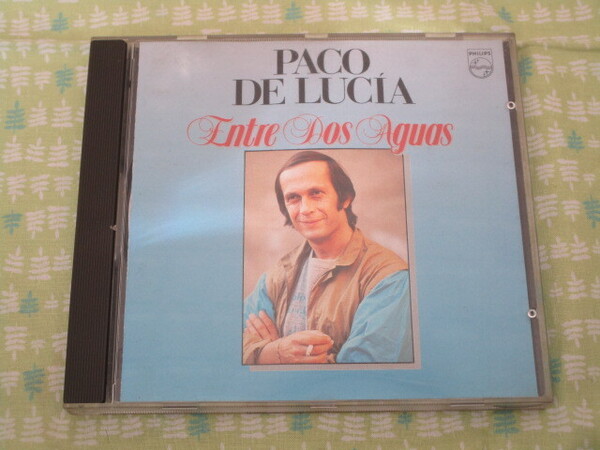 PACO
DE LUCÍA
PHILIPS
Entre Dos Aguas